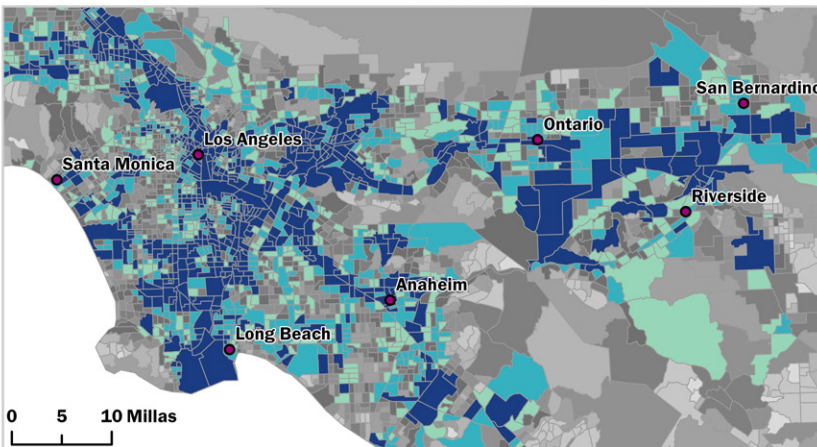 San Bernardino
Ontario
Los Angeles
Santa Monica
Riverside
Anaheim
Long Beach
0 5 10 Millas